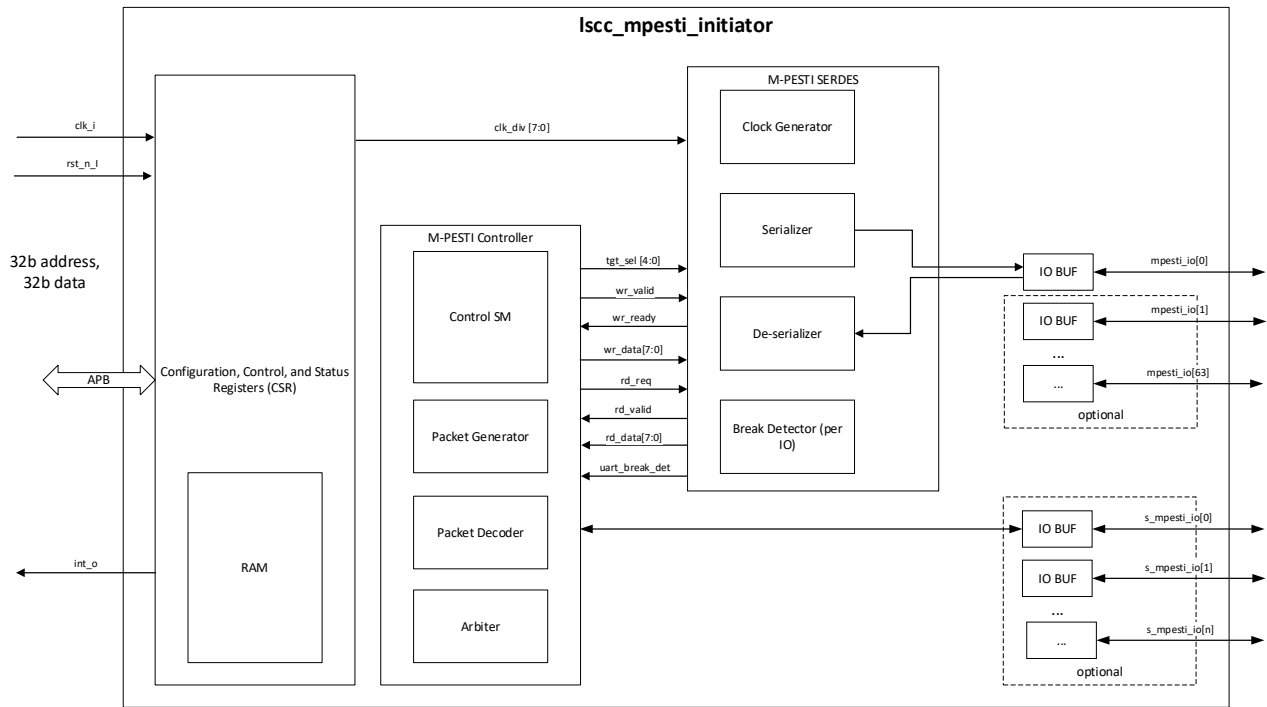 lscc_mpesti_initiator
clk_i
rst_n_I
32b address,
32b data
APB
int_o
Configuration, Control, and Status
Registers (CSR)
RAM
clk_div [7:0]
M-PESTI Controller
Control SM
Packet Generator
Packet Decoder
Arbiter
tgt_sel [4:0]
wr_valid
wr_ready
wr_data[7:0]
rd_req
rd_valid
rd_data[7:0]
uart_break_det
M-PESTI SERDES
Clock Generator
Serializer
De-serializer
Break Detector (per
IO)
IO BUF
mpesti_io[0]
IO BUF
mpesti_io[1]
...
...
mpesti_io[63]
optional
IO BUF
s_mpesti_io[0]
IO BUF
s_mpesti_io[1]
...
...
s_mpesti_io[n]
optional